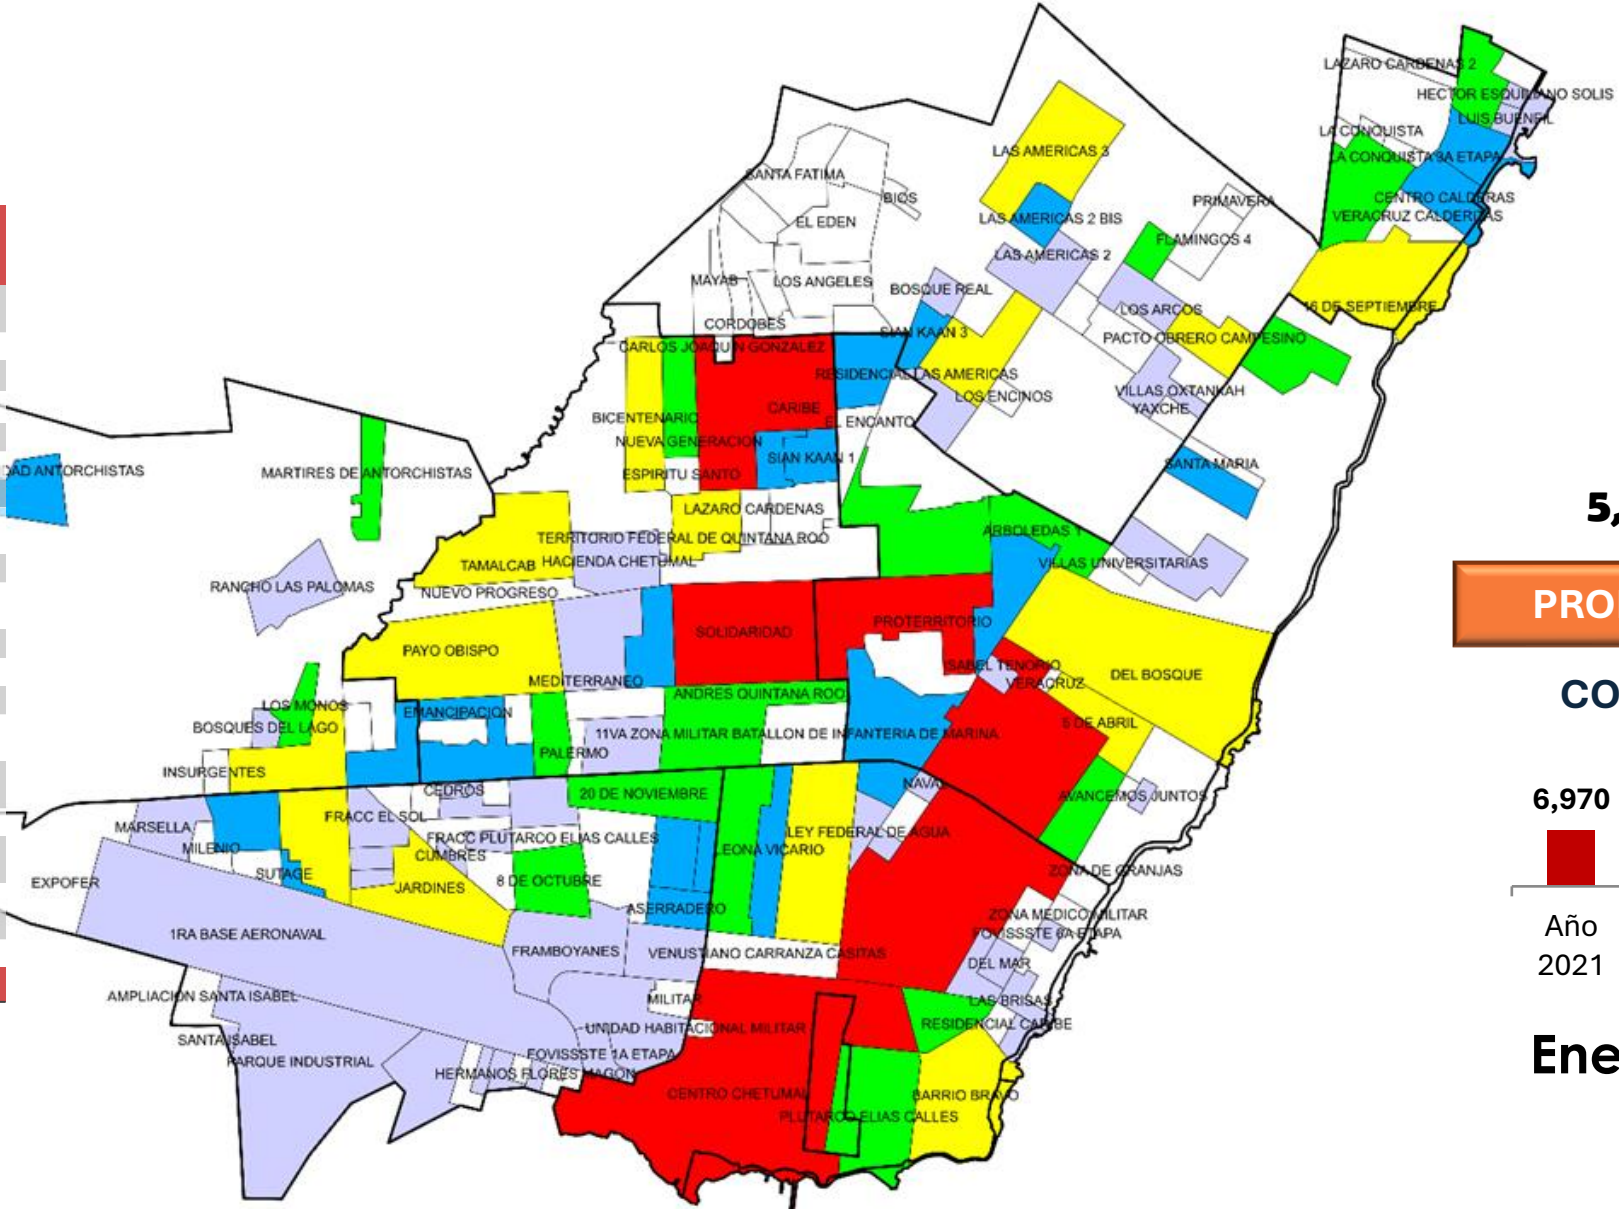 LAZARO CARDENAS 2
HECTOR ESQUILIANO SOLIS
LUIS BUENFIL
LA CONQUISTA
LA CONQUISTA 3A ETAPA
CENTRO CALDERAS
VERACRUZ CALDERITAS
16 DE SEPTIEMBRE
LAS AMERICAS 3
SANTA FATIMA
BIOS
PRIMAVERA
EL EDEN
LAS AMERICAS 2 BIS
FLAMINGOS 4
LAS AMERICAS 2
MAYAB
LOS ANGELES
BOSQUE REAL
LOS ARCOS
CORDOBES
SIAN KAAN 3
PACTO OBRERO CAMPESINO
CARLOS JOAQUIN GONZALEZ
RESIDENCIAL LAS AMERICAS
LOS ENCINOS
VILLAS OXTANKAH
YAXCHE
CARIBE
BICENTENARIO
EL ENCANTO
NUEVA GENERACION
SIAN KAAN 1
SANTA MARIA
DAD ANTORCHISTAS
MARTIRES DE ANTORCHISTAS
ESPIRITU SANTO
LAZARO CARDENAS
5,
TERRITORIO FEDERAL DE QUINTANA ROO
ARBOLEDAS 1
TAMALCAB
HACIENDA CHETUMAL
VILLAS UNIVERSITARIAS
RANCHO LAS PALOMAS
NUEVO PROGRESO
PRO
SOLIDARIDAD
PROTERRITORIO
PAYO OBISPO
ISABEL TENORIO
DEL BOSQUE
MEDITERRANEO
VERACRUZ
ANDRES QUINTANA ROO
CO
LOS MONOS
EMANCIPACION
5 DE ABRIL
BOSQUES DEL LAGO
11VA ZONA MILITAR BATALLON DE INFANTERIA DE MARINA
PALERMO
INSURGENTES
NAVAL
CEDROS
20 DE NOVIEMBRE
AVANCEMOS JUNTOS
6,970
MARSELLA
FRACC EL SOL
FRACC PLUTARCO ELIAS CALLES
LEY FEDERAL DE AGUA
MILENIO
CUMBRES
LEONA VICARIO
SUTAGE
EXPOFER
JARDINES
8 DE OCTUBRE
ZONA DE GRANJAS
ASERRADERO
ZONA MEDICO MILITAR
Año
2021
1RA BASE AERONAVAL
FOVISSSTE 6A ETAPA
FRAMBOYANES
VENUSTIANO CARRANZA CASITAS
DEL MAR
AMPLIACION SANTA ISABEL
MILITAR
LAS BRISAS
UNIDAD HABITACIONAL MILITAR
RESIDENCIAL CARIBE
SANTA ISABEL
FOVISSSTE 1A ETAPA
Ene
PARQUE INDUSTRIAL
HERMANOS FLORES MAGON
CENTRO CHETUMAL
BARRIO BRAVO
PLUTARCO ELIAS CALLES